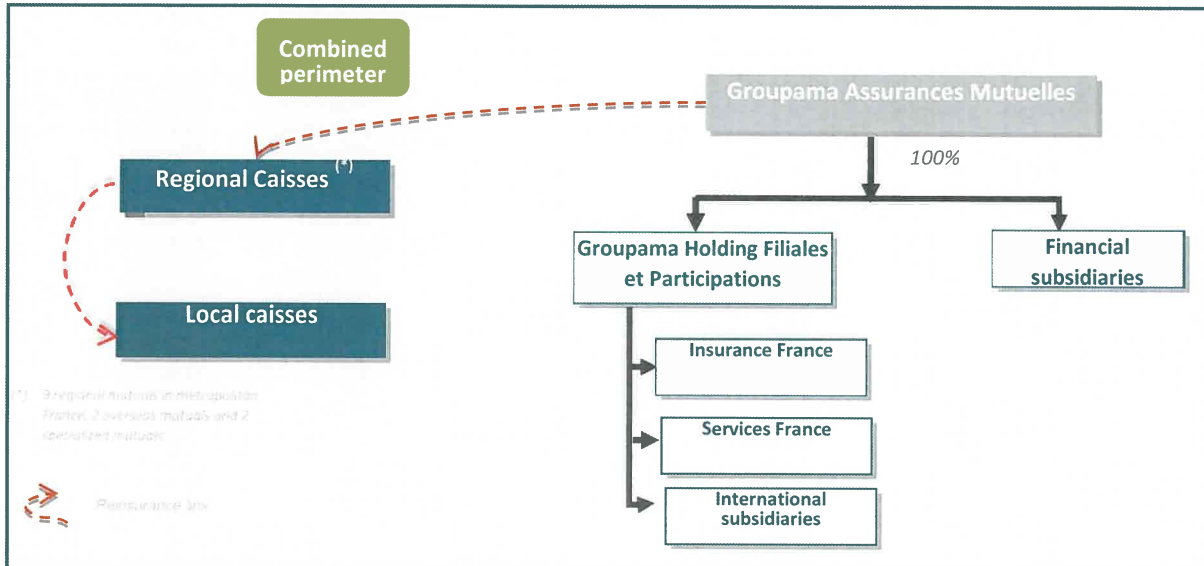 Combined
perimeter
Groupama Assurances Mutuelles
100%
Regional Caisses (*)
Groupama Holding Filiales
et Participations
Financial
subsidiaries
Local caisses
Insurance France
Services France
International
subsidiaries
(*) 9 regional mutuals in metropolitan
France, 2 overseas mutuals and 2
specialized mutuals
Reinsurance link